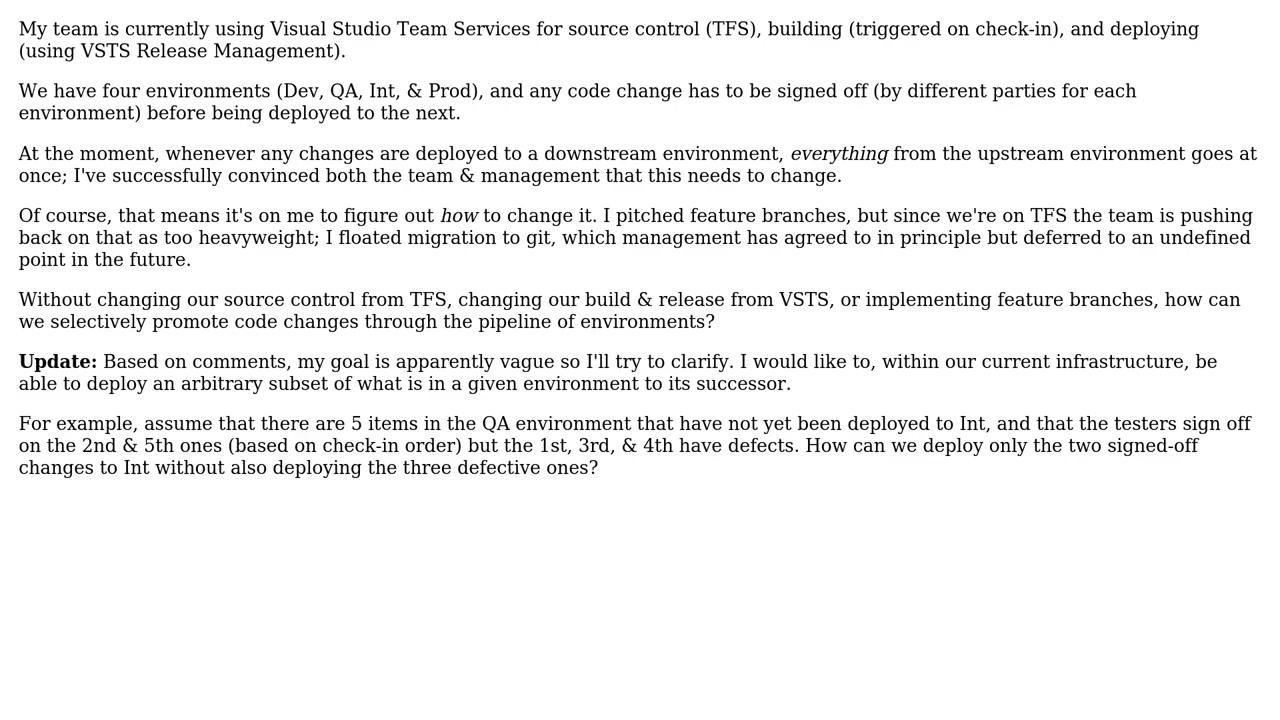 My team is currently using Visual Studio Team Services for source control (TFS), building (triggered on check-in), and deploying
(using VSTS Release Management).
We have four environments (Dev, QA, Int, & Prod), and any code change has to be signed off (by different parties for each
environment) before being deployed to the next.
At the moment, whenever any changes are deployed to a downstream environment, everything from the upstream environment goes at
once; I've successfully convinced both the team & management that this needs to change.
Of course, that means it's on me to figure out how to change it. I pitched feature branches, but since we're on TFS the team is pushing
back on that as too heavyweight; I floated migration to git, which management has agreed to in principle but deferred to an undefined
point in the future.
Without changing our source control from TFS, changing our build & release from VSTS, or implementing feature branches, how can
we selectively promote code changes through the pipeline of environments?
Update: Based on comments, my goal is apparently vague so I'll try to clarify. I would like to, within our current infrastructure, be
able to deploy an arbitrary subset of what is in a given environment to its successor.
For example, assume that there are 5 items in the QA environment that have not yet been deployed to Int, and that the testers sign off
on the 2nd & 5th ones (based on check-in order) but the 1st, 3rd, & 4th have defects. How can we deploy only the two signed-off
changes to Int without also deploying the three defective ones?